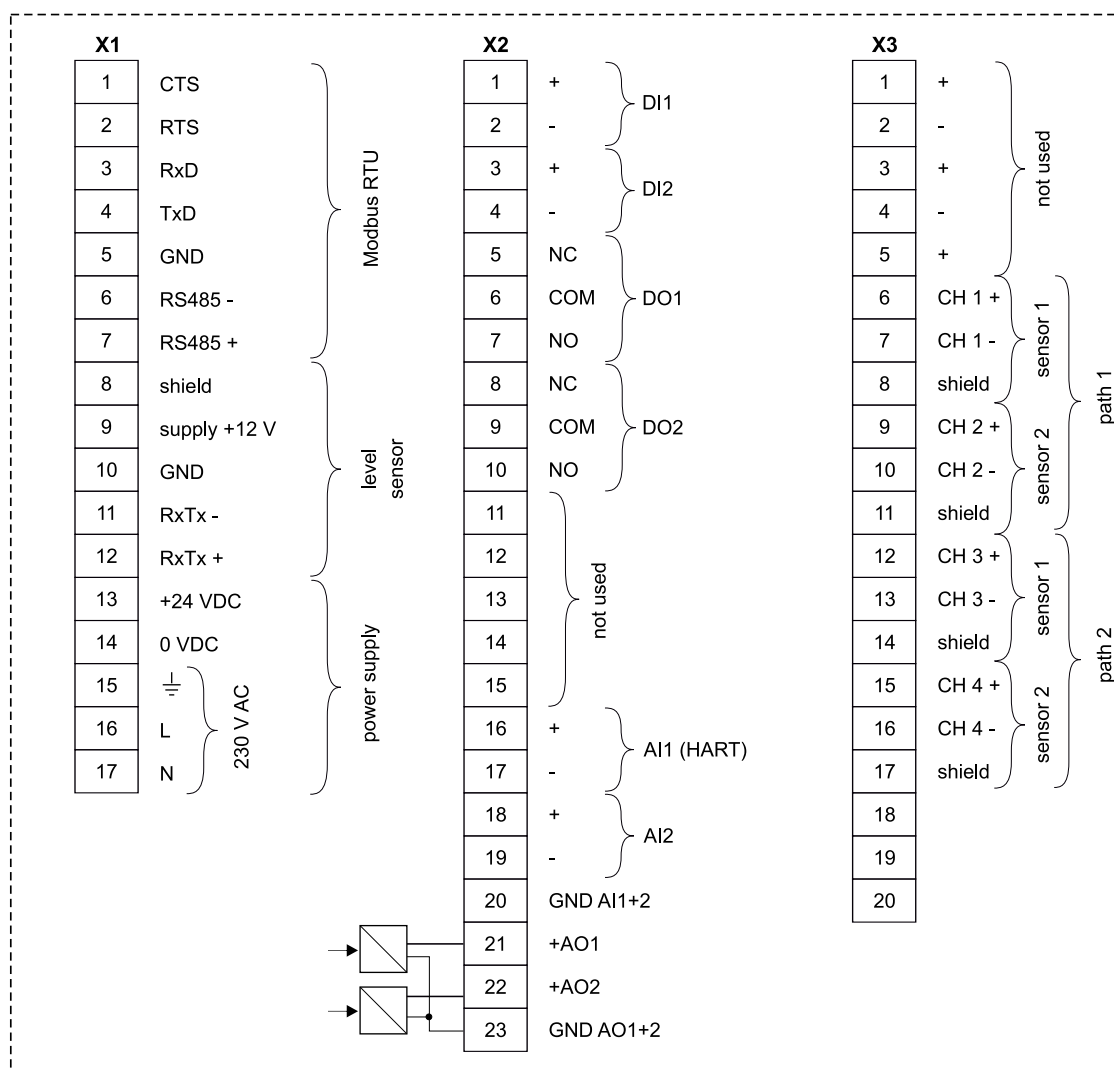 X1
1 CTS
2 RTS
3 RxD
4 TxD
5 GND
6 RS485 -
7 RS485 +
Modbus RTU
8 shield
9 supply +12 V
10 GND
11 RxTx -
12 RxTx +
level
sensor
13 +24 VDC
14 0 VDC
15
16 L
17 N
230 V AC
power supply
X2
1 +
2 -
DI1
3 +
4 -
DI2
5 NC
6 COM
7 NO
DO1
8 NC
9 COM
10 NO
DO2
11
12
13
14
15
not used
16 +
17 -
AI1 (HART)
18 +
19 -
AI2
20 GND AI1+2
21 +AO1
22 +AO2
23 GND AO1+2
X3
1 +
2 -
3 +
4 -
5 +
not used
6 CH 1 +
7 CH 1 -
8 shield
sensor 1
9 CH 2 +
10 CH 2 -
11 shield
sensor 2
path 1
12 CH 3 +
13 CH 3 -
14 shield
sensor 1
15 CH 4 +
16 CH 4 -
17 shield
sensor 2
path 2
18
19
20